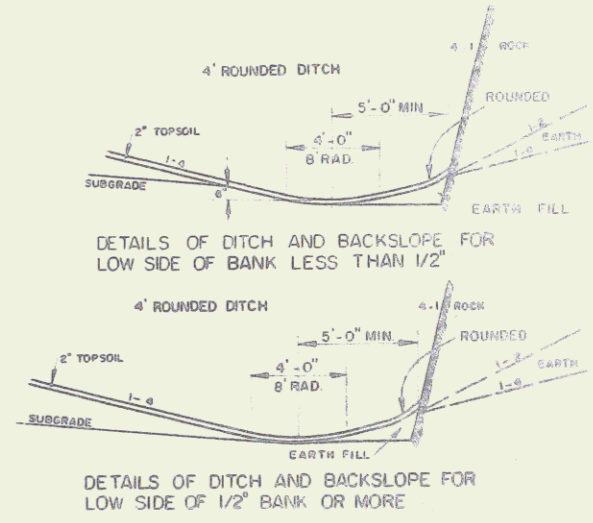 4-1 ROCK
4' ROUNDED DITCH
5'-0" MIN
ROUNDED
2" TOPSOIL
4'-0"
8' RAD.
1-2
EARTH
1-4
1-4
SUBGRADE
6"
EARTH FILL
DETAILS OF DITCH AND BACKSLOPE FOR
LOW SIDE OF BANK LESS THAN 1/2"
4' ROUNDED DITCH
4-1 ROCK
5'-0" MIN.
ROUNDED
2" TOPSOIL
4'-0"
8' RAD.
1-2
EARTH
1-4
1-4
SUBGRADE
EARTH FILL
DETAILS OF DITCH AND BACKSLOPE FOR
LOW SIDE OF 1/2" BANK OR MORE